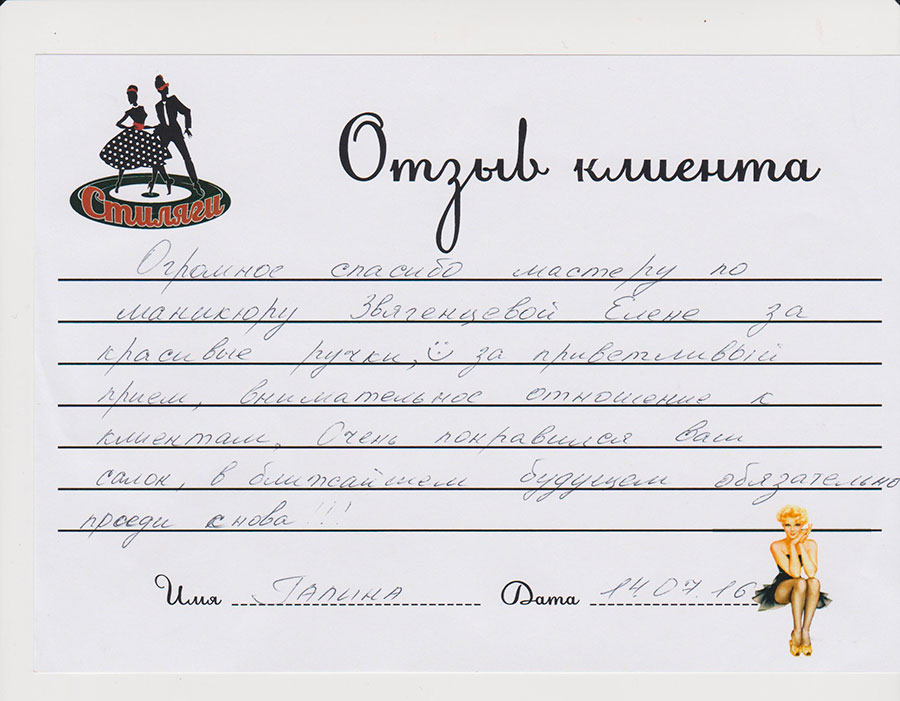 Стиляги
Отзыв клиента
Огромное спасибо мастеру по
маникюру Звягенцевой Елене за
красивые ручки, за приветливый
прием, внимательное отношение к
клиентам. Очень понравился Ваш
салон, в ближайшем будущем обязательно
снова!!!
Имя Галина Дата 14.07.16